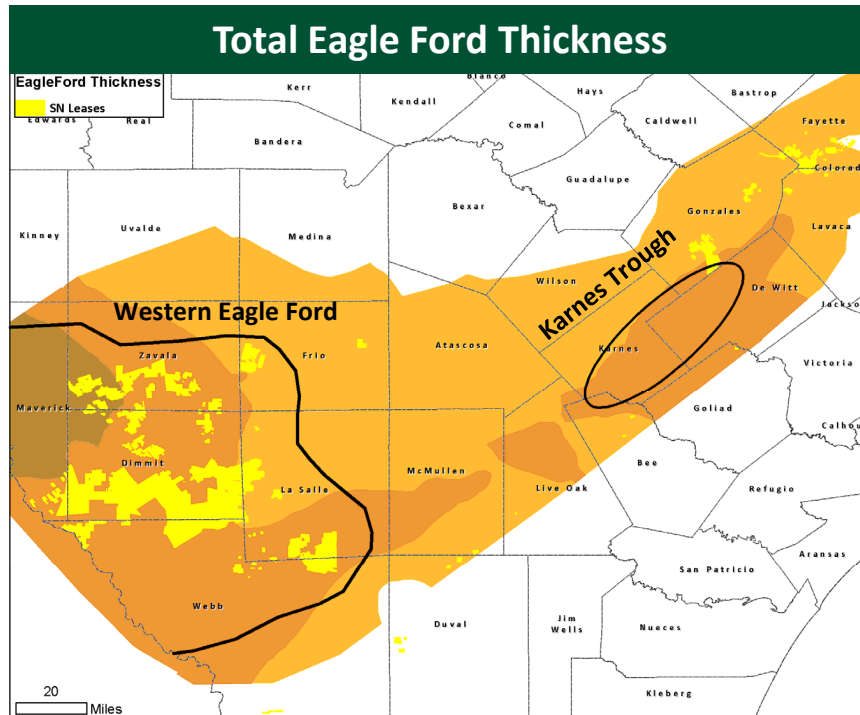 Total Eagle Ford Thickness
EagleFord Thickness
SN Leases
Edwards
Real
Kerr
Kendall
Blanco
Hays
Bastrop
Caldwell
Fayette
Comal
Bandera
Colorad
Guadalupe
Bexar
Gonzales
Kinney
Uvalde
Medina
Lavaca
Wilson
Karnes Trough
De Witt
Western Eagle Ford
Jackso
Zavala
Frio
Atascosa
Karnes
Victoria
Maverick
Goliad
Calhou
Dimmit
McMullen
Bee
La Salle
Live Oak
Refugio
Aransas
San Patricio
Webb
Duval
Jim
Wells
Nueces
Kleberg
20
Miles